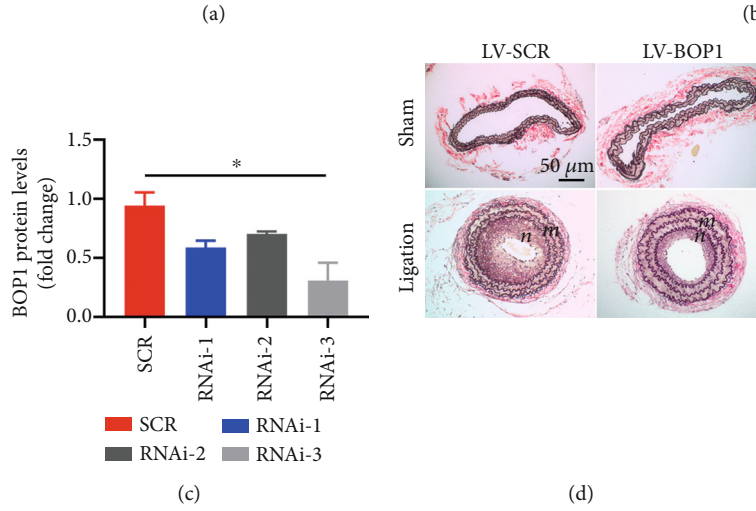 (a)
(b
BOP1 protein levels
(fold change)
1.5
1.0
0.5
0.0
*
SCR
RNAi-1
RNAi-2
RNAi-3
SCR
RNAi-1
RNAi-2
RNAi-3
(c)
LV-SCR
LV-BOP1
Sham
50 μm
Ligation
n
m
m
n
(d)